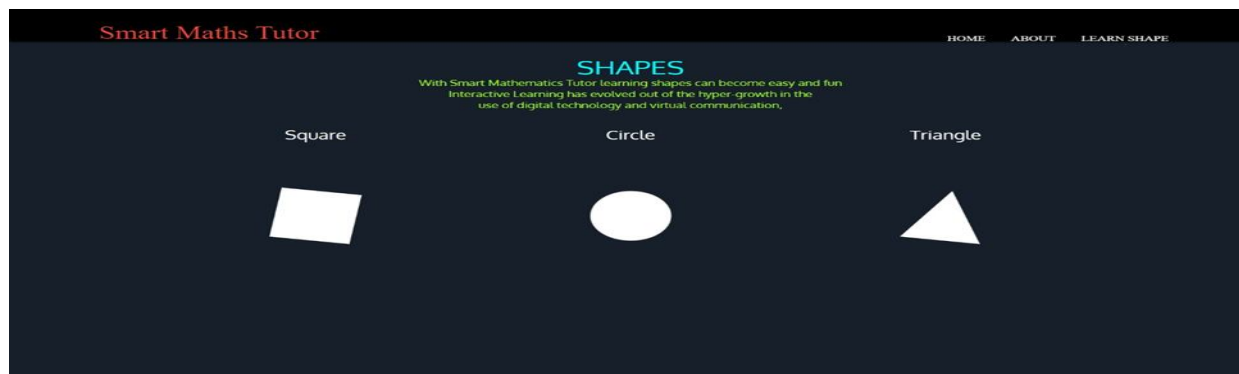 Smart Maths Tutor
HOME ABOUT LEARN SHAPE
SHAPES
With Smart Mathematics Tutor learning shapes can become easy and fun
Interactive Learning has evolved out of the hyper-growth in the
use of digital technology and virtual communication,
Square Circle Triangle